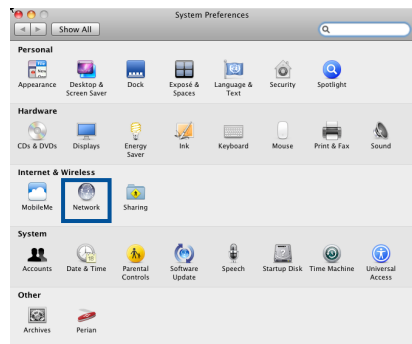 System Preferences
Show All
Personal
Appearance
Desktop &
Screen Saver
Dock
Exposé &
Spaces
Language &
Text
Security
Spotlight
Hardware
CDs & DVDs
Displays
Energy
Saver
Ink
Keyboard
Mouse
Print & Fax
Sound
Internet & Wireless
MobileMe
Network
Sharing
System
Accounts
Date & Time
Parental
Controls
Software
Update
Speech
Startup Disk
Time Machine
Universal
Access
Other
Archives
Perian